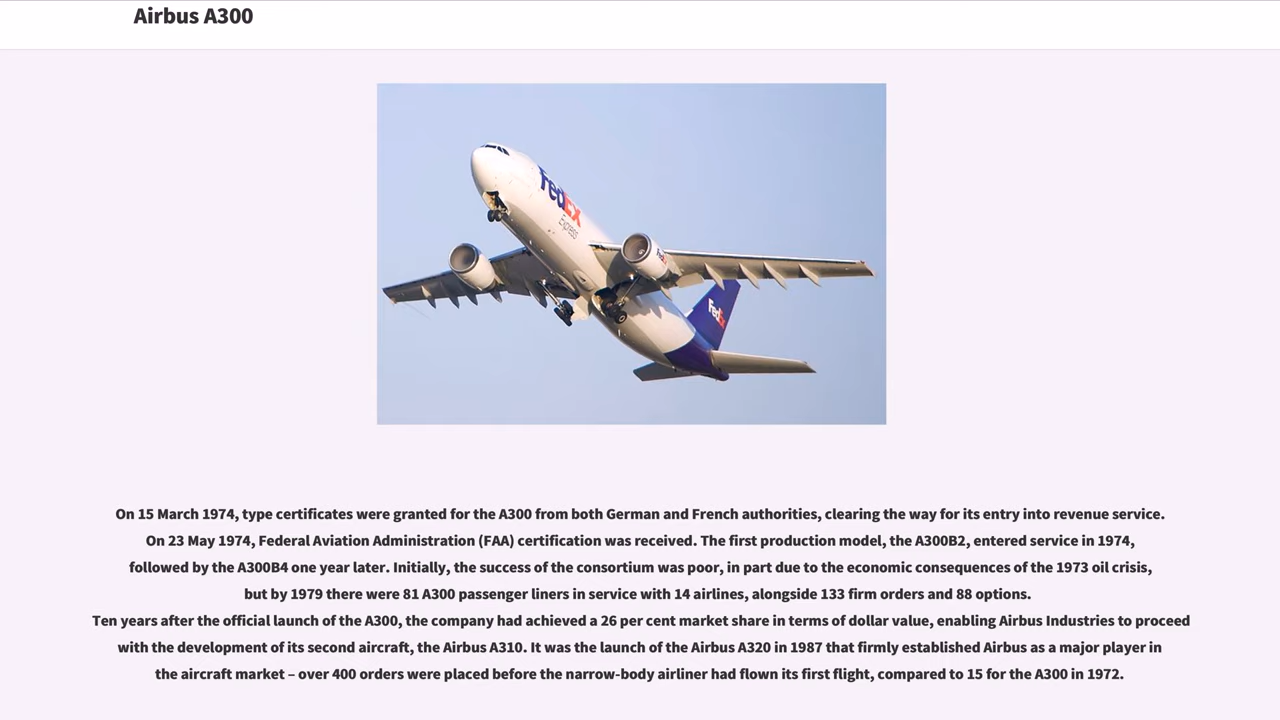 Airbus A300
FedEx
Express
FedEx
On 15 March 1974, type certificates were granted for the A300 from both German and French authorities, clearing the way for its entry into revenue service.
On 23 May 1974, Federal Aviation Administration (FAA) certification was received. The first production model, the A300B2, entered service in 1974,
followed by the A300B4 one year later. Initially, the success of the consortium was poor, in part due to the economic consequences of the 1973 oil crisis,
but by 1979 there were 81 A300 passenger liners in service with 14 airlines, alongside 133 firm orders and 88 options.
Ten years after the official launch of the A300, the company had achieved a 26 per cent market share in terms of dollar value, enabling Airbus Industries to proceed
with the development of its second aircraft, the Airbus A310. It was the launch of the Airbus A320 in 1987 that firmly established Airbus as a major player in
the aircraft market – over 400 orders were placed before the narrow-body airliner had flown its first flight, compared to 15 for the A300 in 1972.